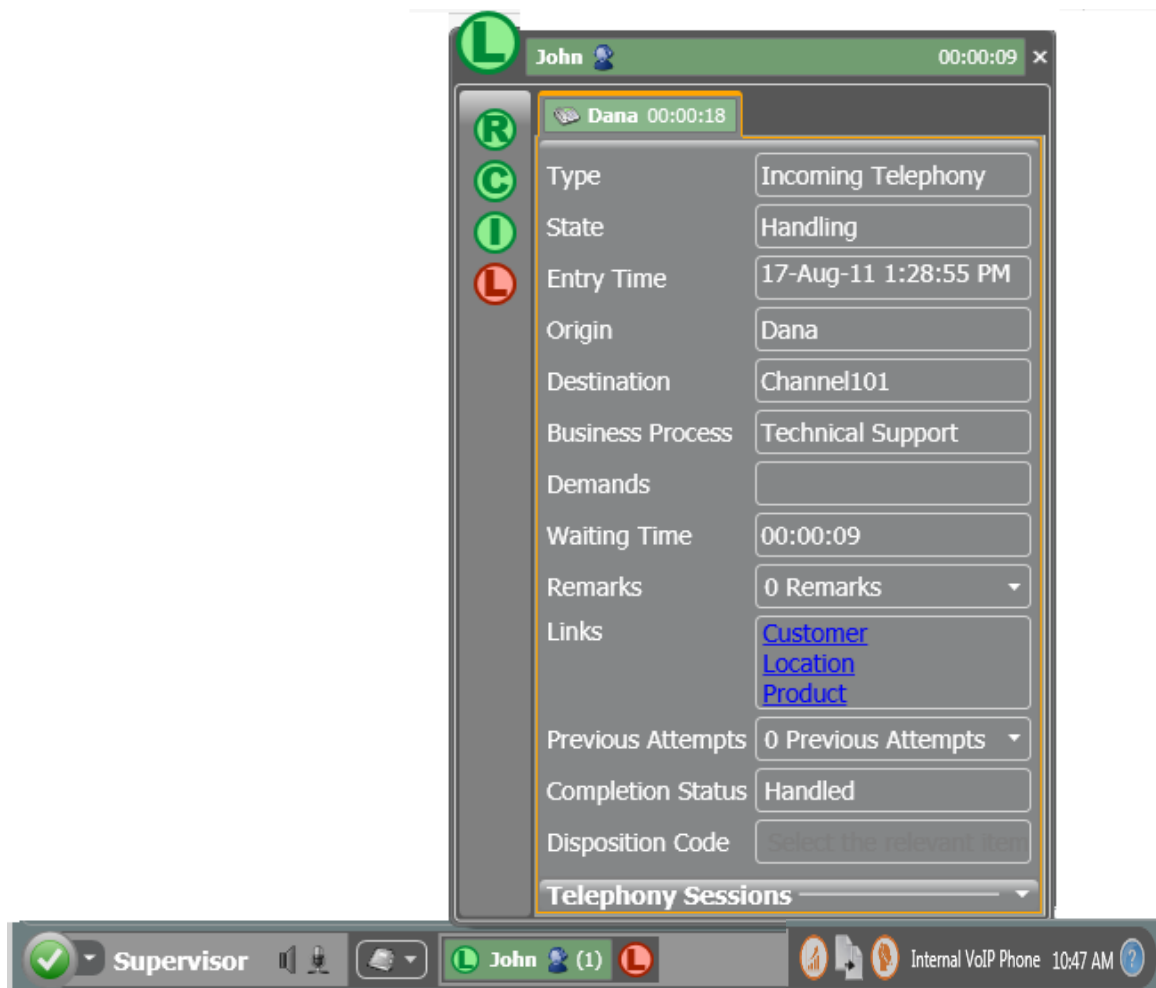 L
John 00:00:09
Dana 00:00:18
R
C
I
L
Type Incoming Telephony
State Handling
Entry Time 17-Aug-11 1:28:55 PM
Origin Dana
Destination Channel101
Business Process Technical Support
Demands
Waiting Time 00:00:09
Remarks 0 Remarks
Links Customer
Location
Product
Previous Attempts 0 Previous Attempts
Completion Status Handled
Disposition Code Select the relevant item
Telephony Sessions
Supervisor L John (1) L Internal VoIP Phone 10:47 AM ?